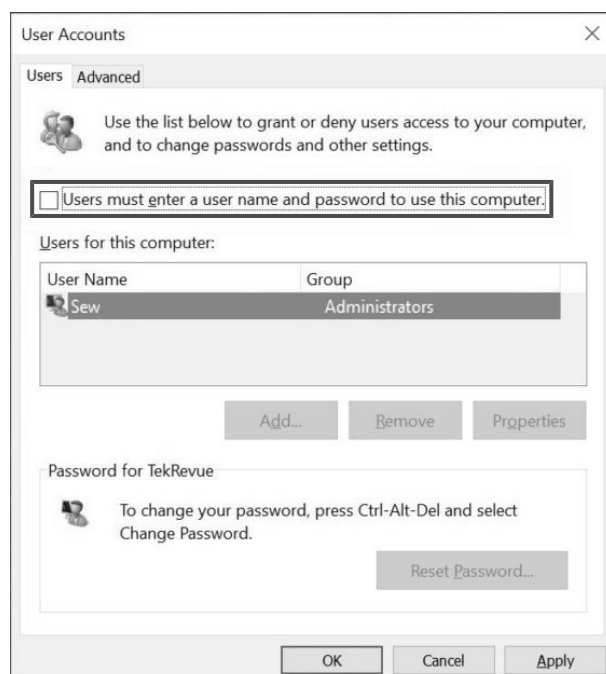 User Accounts
Users
Advanced
Use the list below to grant or deny users access to your computer,
and to change passwords and other settings.
Users must enter a user name and password to use this computer.
Users for this computer:
User Name Group
Sew Administrators
Add... Remove Properties
Password for TekRevue
To change your password, press Ctrl-Alt-Del and select
Change Password.
Reset Password...
OK Cancel Apply